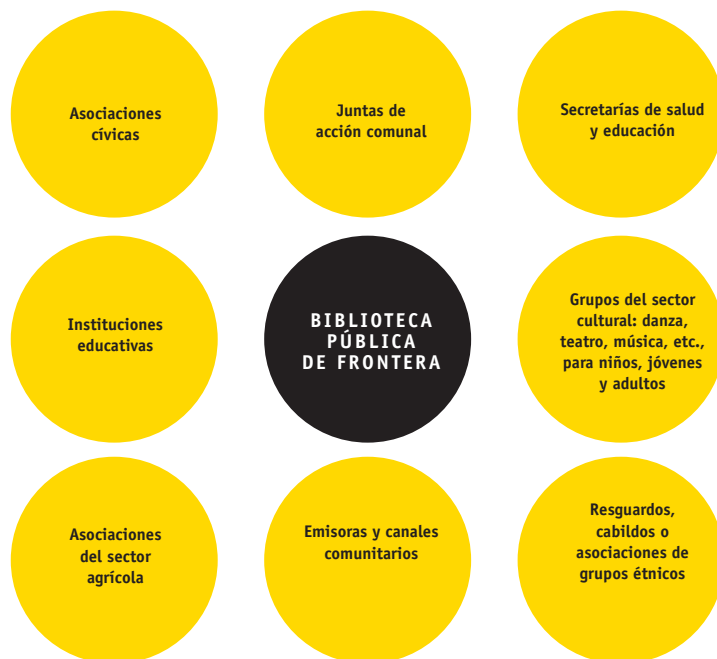 Asociaciones
cívicas
Juntas de
acción comunal
Secretarías de salud
y educación
Instituciones
educativas
BIBLIOTECA
PÚBLICA
DE FRONTERA
Grupos del sector
cultural: danza,
teatro, música, etc.,
para niños, jóvenes
y adultos
Asociaciones
del sector
agrícola
Emisoras y canales
comunitarios
Resguardos,
cabildos o
asociaciones de
grupos étnicos